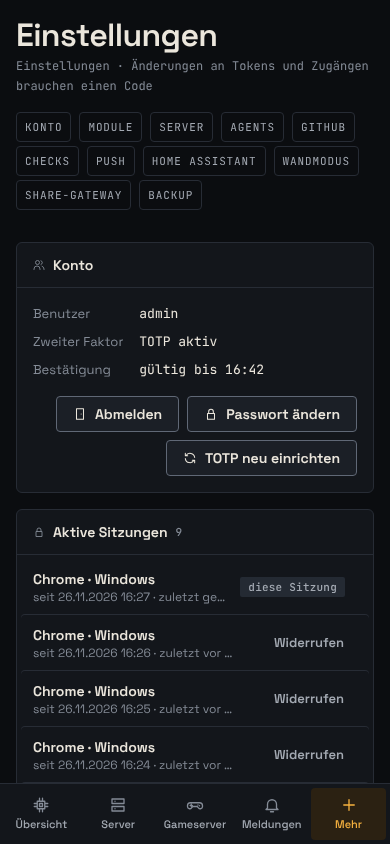 Einstellungen
Einstellungen · Änderungen an Tokens und Zugängen
brauchen einen Code
KONTO MODULE SERVER AGENTS GITHUB
CHECKS PUSH HOME ASSISTANT WANDMODUS
SHARE-GATEWAY BACKUP
Konto
Benutzer admin
Zweiter Faktor TOTP aktiv
Bestätigung gültig bis 16:42
Abmelden Passwort ändern
TOTP neu einrichten
Aktive Sitzungen 9
Chrome · Windows
seit 26.11.2026 16:27 · zuletzt ge… diese Sitzung
Chrome · Windows
seit 26.11.2026 16:26 · zuletzt vor … Widerrufen
Chrome · Windows
seit 26.11.2026 16:25 · zuletzt vor … Widerrufen
Chrome · Windows
seit 26.11.2026 16:24 · zuletzt vor … Widerrufen
Übersicht Server Gameserver Meldungen Mehr